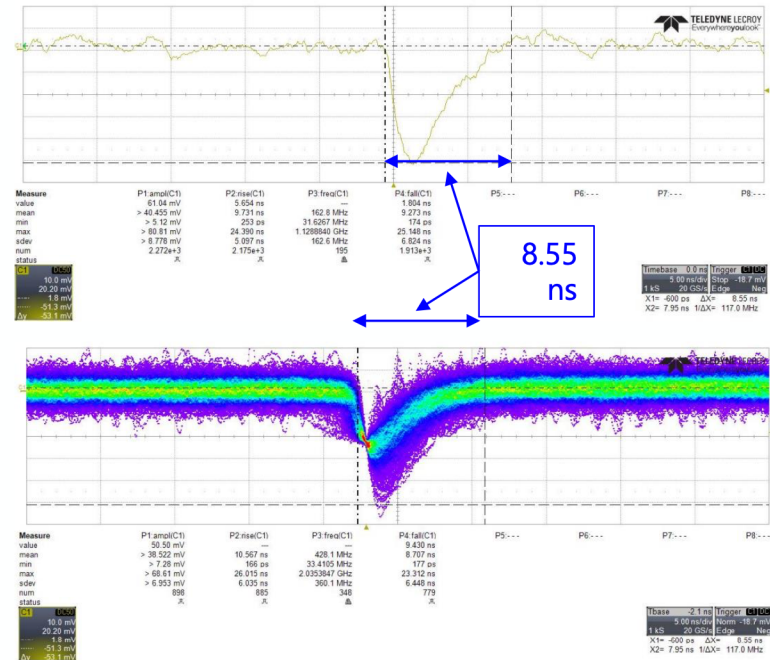 TELEDYNE LECROY
Everywhereyoulook
Measure P1:ampl(C1) P2:rise(C1) P3:freq(C1) P4:fall(C1) P5:--- P6:--- P7:--- P8:---
value 61.04 mV 5.654 ns --- 1.804 ns
mean > 40.455 mV 9.731 ns 162.8 MHz 9.273 ns
min > 5.12 mV 253 ps 31.6267 MHz 174 ps
max > 80.81 mV 24.390 ns 1.1288840 GHz 25.148 ns
sdev > 8.778 mV 5.097 ns 162.6 MHz 6.824 ns
num 2.272e+3 2.175e+3 195 1.913e+3
status
8.55
ns
C1 DC50
10.0 mV
20.20 mV
1.8 mV
-51.3 mV
Δy -53.1 mV
Timebase 0.0 ns Trigger C1 DC
5.00 ns/div Stop -18.7 mV
1 kS 20 GS/s Edge Neg
X1= -600 ps ΔX= 8.55 ns
X2= 7.95 ns 1/ΔX= 117.0 MHz
TELEDYNE LECROY
Measure P1:ampl(C1) P2:rise(C1) P3:freq(C1) P4:fall(C1) P5:--- P6:--- P7:--- P8:---
value 50.50 mV --- --- 9.430 ns
mean > 38.522 mV 10.567 ns 428.1 MHz 8.707 ns
min > 7.28 mV 166 ps 33.4105 MHz 177 ps
max > 68.61 mV 26.015 ns 2.0353847 GHz 23.312 ns
sdev > 6.953 mV 6.035 ns 360.1 MHz 6.448 ns
num 898 885 348 779
status
C1 DC50
10.0 mV
20.20 mV
1.8 mV
-51.3 mV
Δy -53.1 mV
Tbase -2.1 ns Trigger C1 DC
5.00 ns/div Norm -18.7 mV
1 kS 20 GS/s Edge Neg
X1= -600 ps ΔX= 8.55 ns
X2= 7.95 ns 1/ΔX= 117.0 MHz